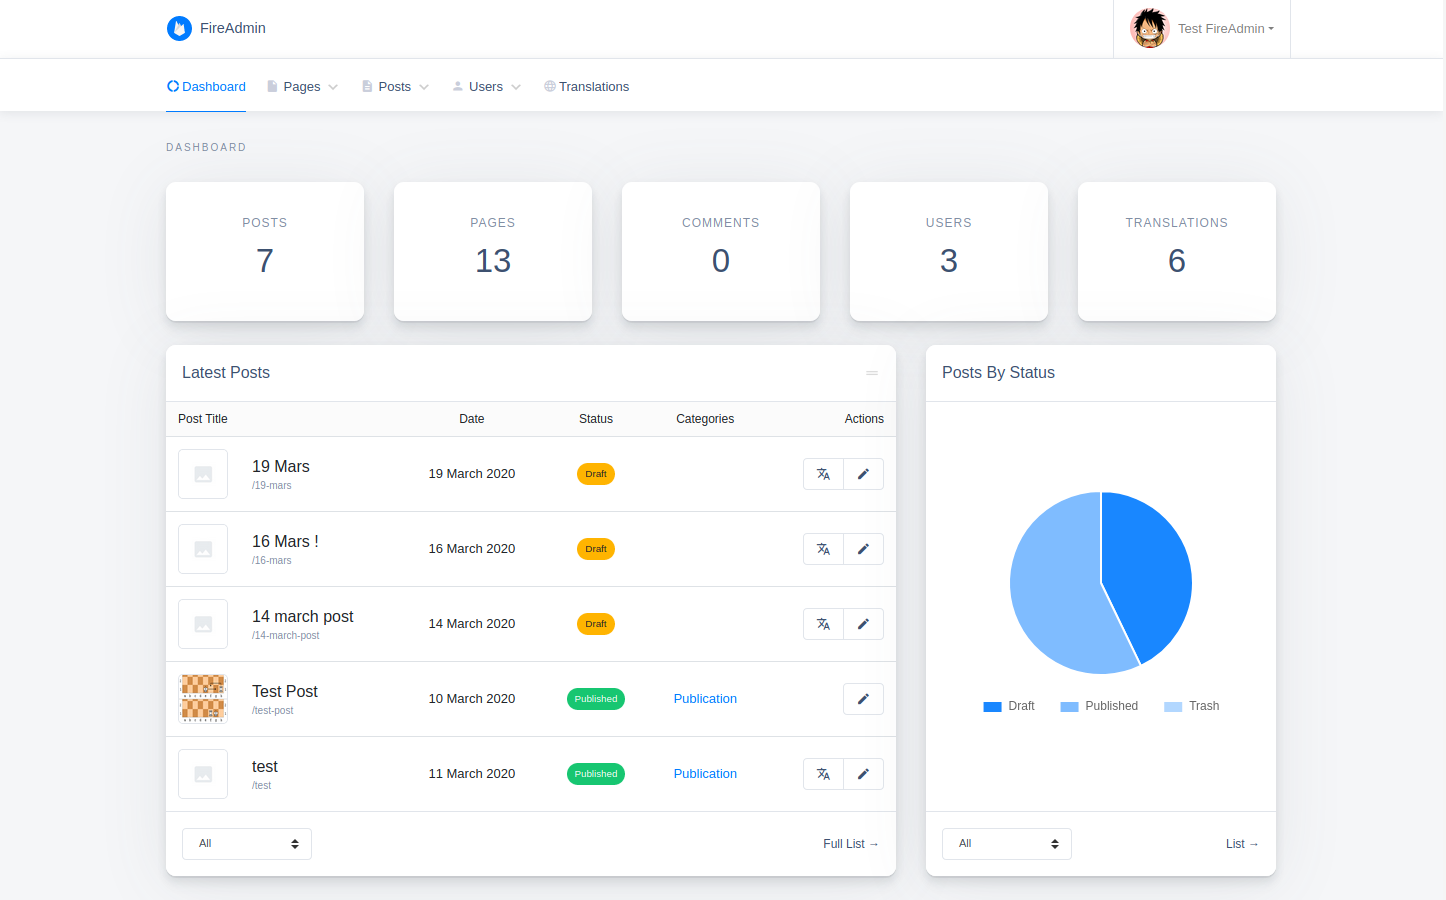 FireAdmin
Test FireAdmin
Dashboard Pages Posts Users Translations
DASHBOARD
POSTS
7
PAGES
13
COMMENTS
0
USERS
3
TRANSLATIONS
6
Latest Posts
Post Title Date Status Categories Actions
19 Mars
/19-mars
19 March 2020 Draft
16 Mars !
/16-mars
16 March 2020 Draft
14 march post
/14-march-post
14 March 2020 Draft
Test Post
/test-post
10 March 2020 Published Publication
test
/test
11 March 2020 Published Publication
All
Full List →
Posts By Status
Draft Published Trash
All
List →